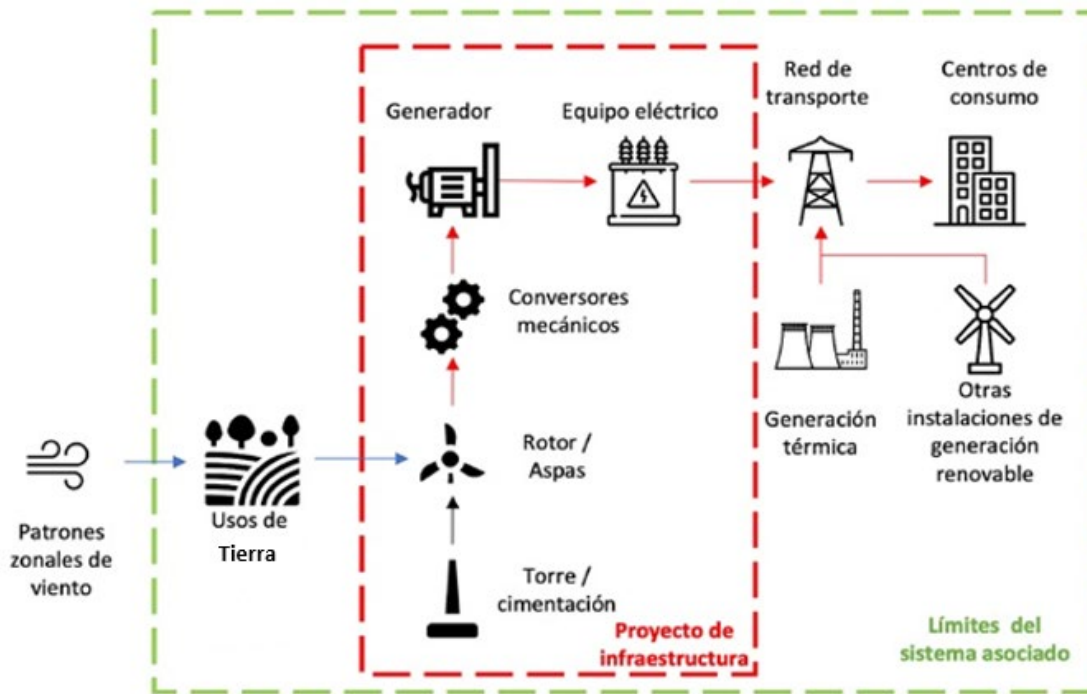 Generador
Equipo eléctrico
Red de
transporte
Centros de
consumo
Conversores
mecánicos
Generación
térmica
Otras
instalaciones de
generación
renovable
Rotor /
Aspas
Patrones
zonales de
viento
Usos de
Tierra
Torre /
cimentación
Proyecto de
infraestructura
Límites del
sistema asociado